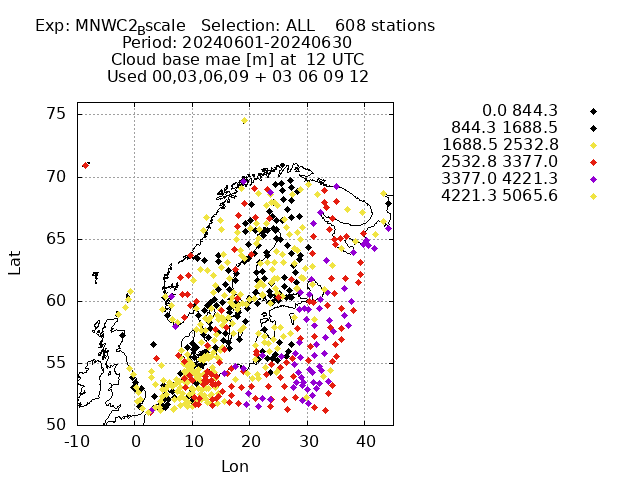 Exp: MNWC2Bscale   Selection: ALL    608 stations
Period: 20240601-20240630
Cloud base mae [m] at  12 UTC
Used 00,03,06,09 + 03 06 09 12
0.0 844.3
844.3 1688.5
1688.5 2532.8
2532.8 3377.0
3377.0 4221.3
4221.3 5065.6
75
70
65
60
55
50
Lat
-10 0 10 20 30 40
Lon